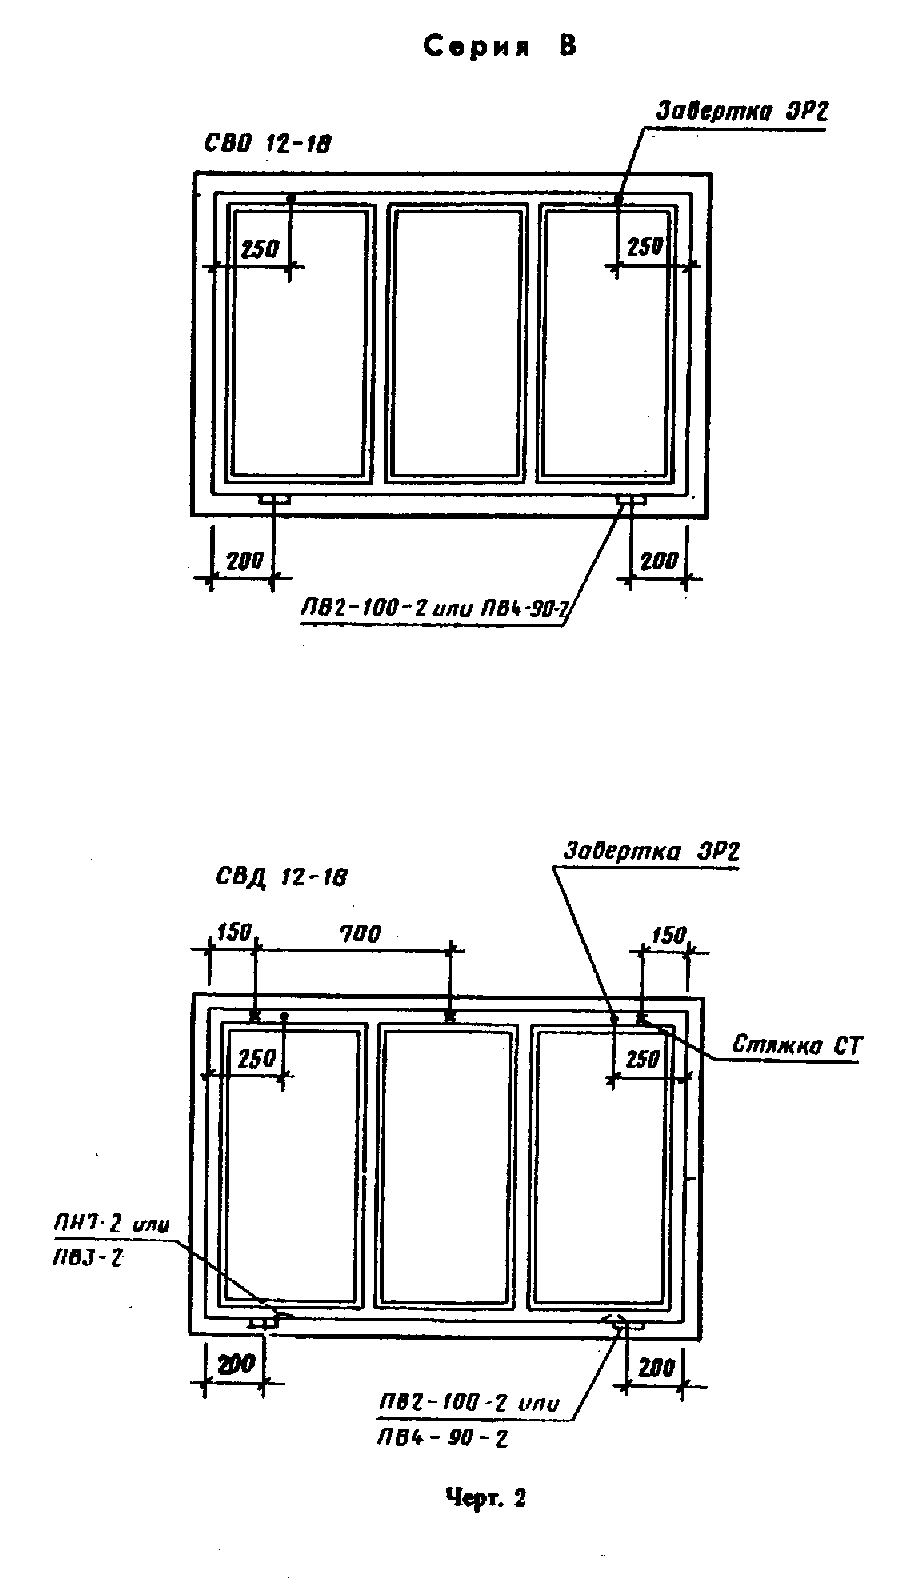 Серия В
Завертка ЗР2
СВО 12-18
250
250
200
200
ПВ2-100-2 или ПВ4-90-2
Завертка ЗР2
СВД 12-18
150
700
150
Стяжка СТ
250
250
ПН7-2 или
ПВ3-2
200
200
ПВ2-100-2 или
ПВ4-90-2
Черт. 2